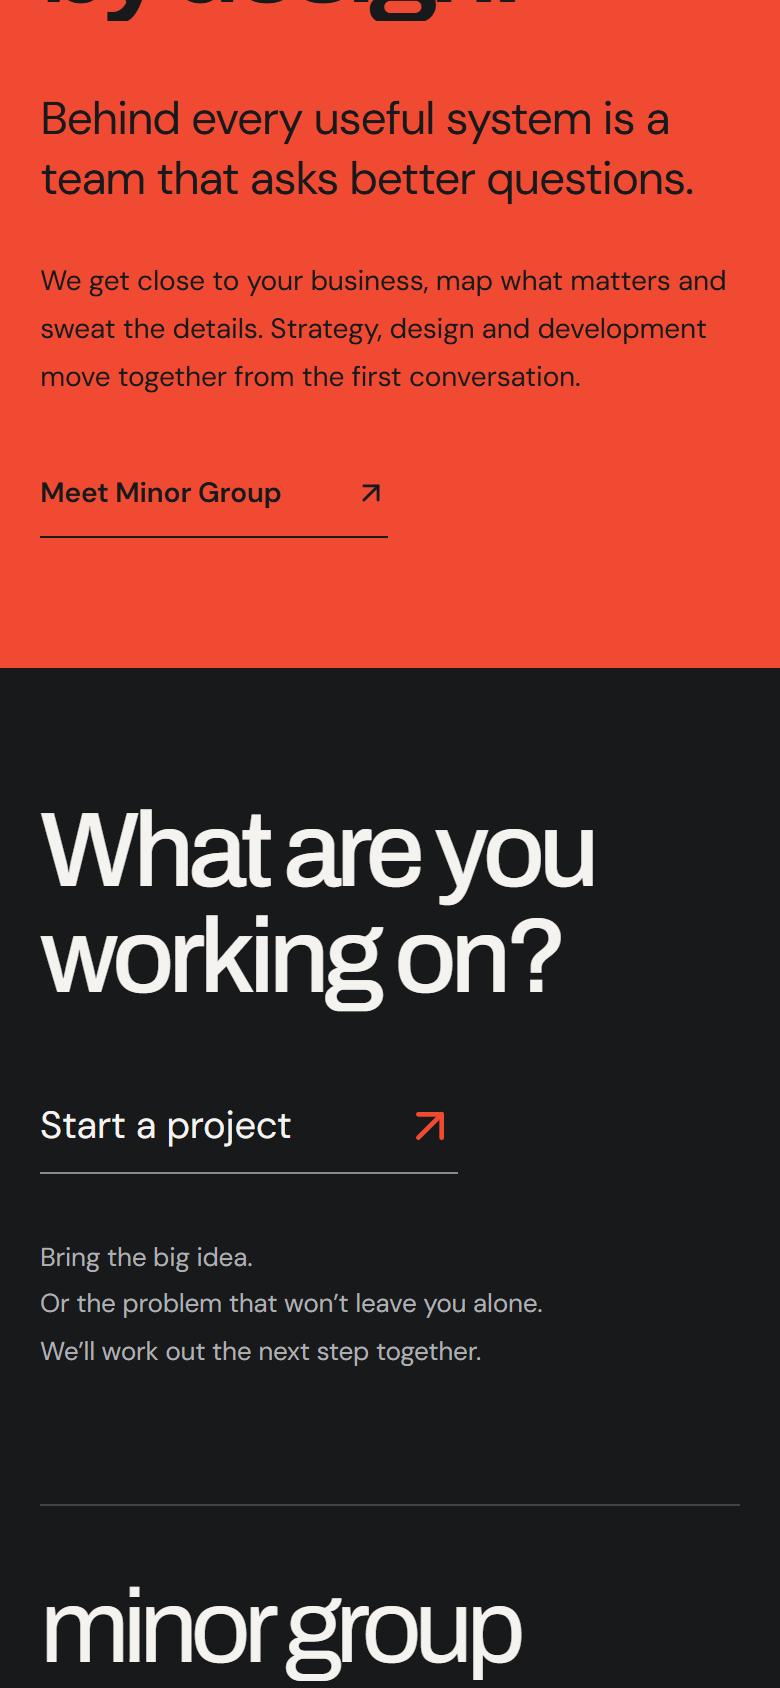 by design.
Behind every useful system is a
team that asks better questions.
We get close to your business, map what matters and
sweat the details. Strategy, design and development
move together from the first conversation.
Meet Minor Group
What are you
working on?
Start a project
Bring the big idea.
Or the problem that won’t leave you alone.
We’ll work out the next step together.
minor group